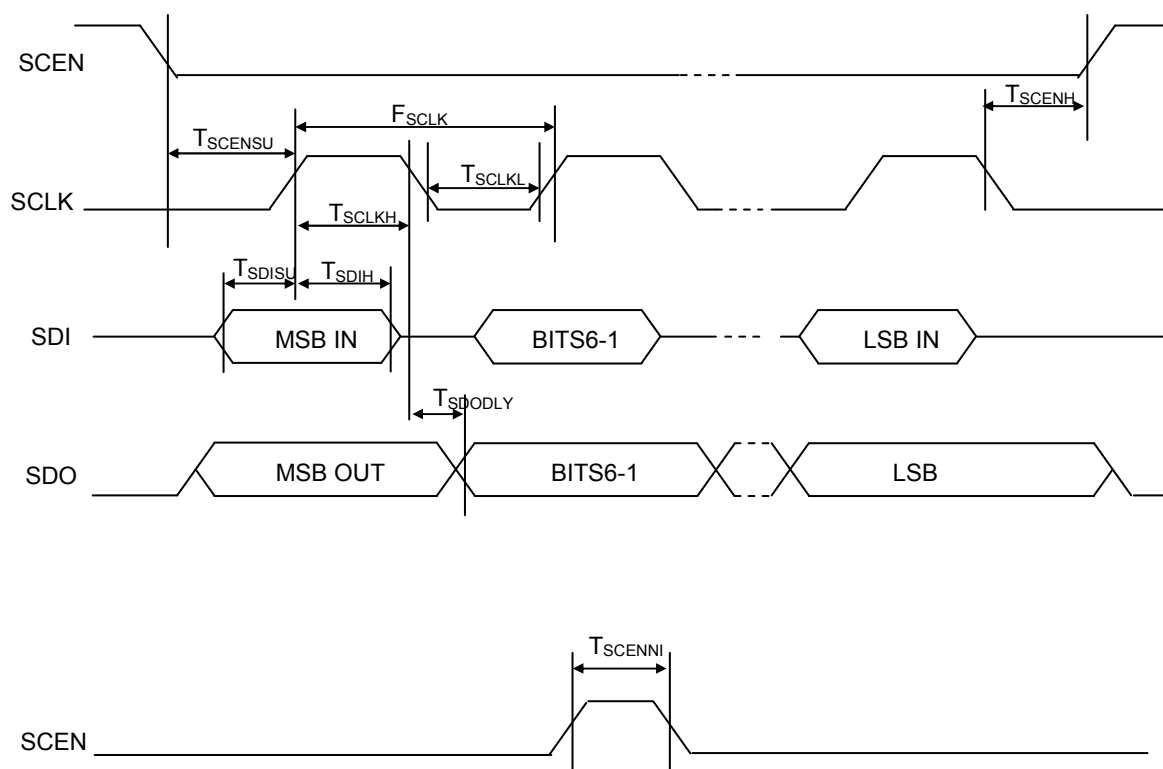 SCEN
TSCENH
FSCLK
TSCENSU
TSCLKL
SCLK
TSCLKH
TSDISU TSDIH
SDI MSB IN BITS6-1 LSB IN
TSDODLY
SDO MSB OUT BITS6-1 LSB
TSCENNI
SCEN